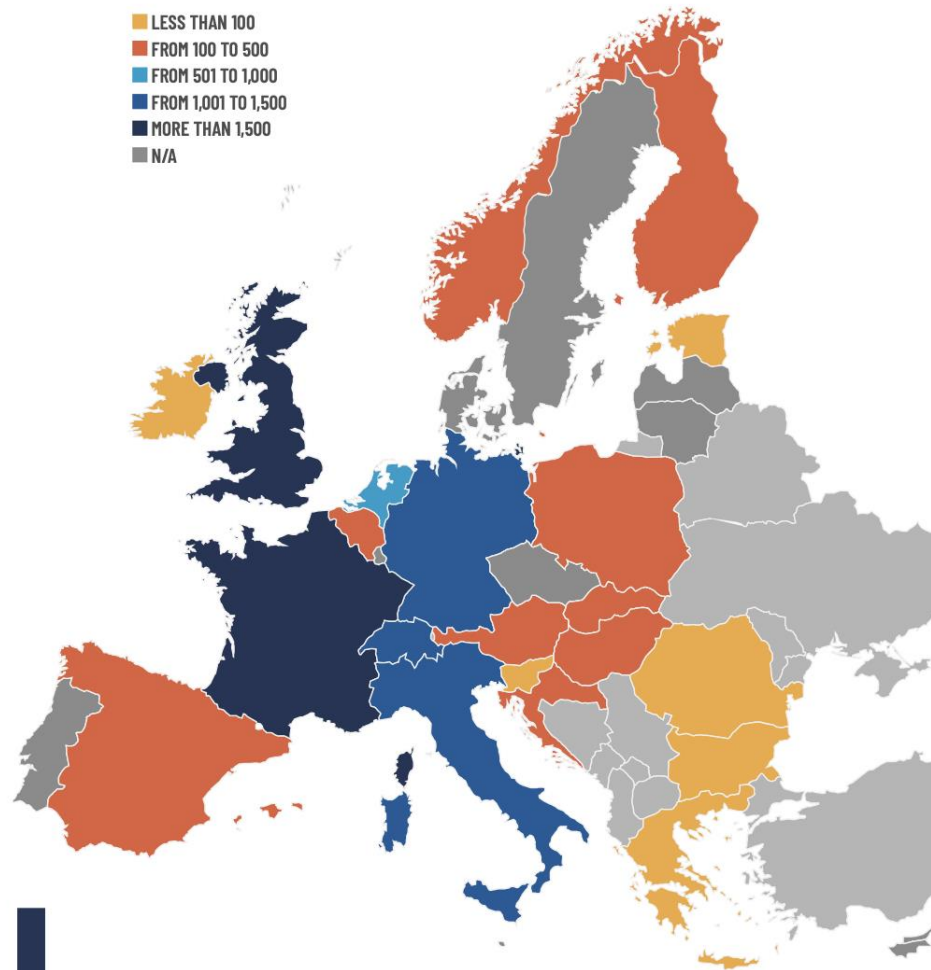 LESS THAN 100
FROM 100 TO 500
FROM 501 TO 1,000
FROM 1,001 TO 1,500
MORE THAN 1,500
N/A